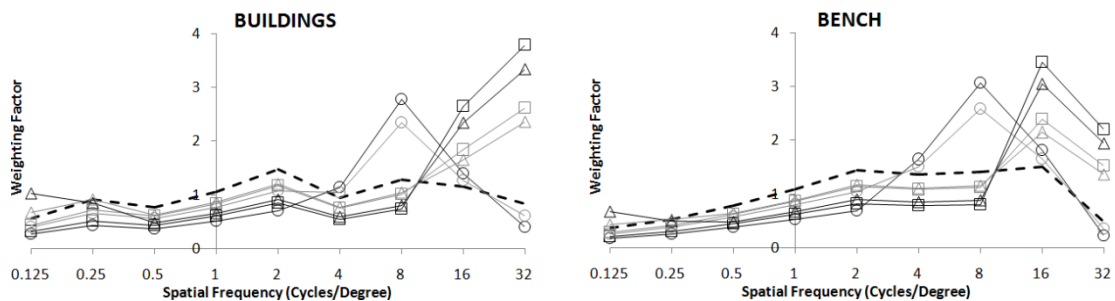 BUILDINGS
4
3
2
1
0
Weighting Factor
0.125 0.25 0.5 1 2 4 8 16 32
Spatial Frequency (Cycles/Degree)
BENCH
4
3
2
1
0
Weighting Factor
0.125 0.25 0.5 1 2 4 8 16 32
Spatial Frequency (Cycles/Degree)